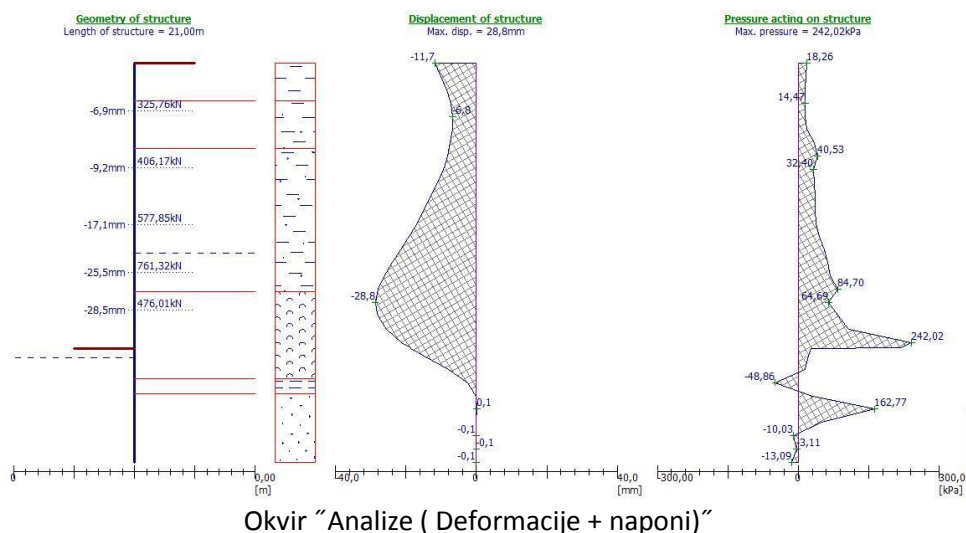 Geometry of structure
Length of structure = 21,00m
Displacement of structure
Max. disp. = 28,8mm
Pressure acting on structure
Max. pressure = 242,02kPa
-6,9mm
325,76kN
-9,2mm
406,17kN
-17,1mm
577,85kN
-25,5mm
761,32kN
-28,5mm
476,01kN
0
0,00
[m]
-11,7
-6,8
-28,8
0,1
-0,1
-0,1
-0,1
-40,0
0
40,0
[mm]
18,26
14,47
40,53
32,40
84,70
64,69
242,02
-48,86
162,77
-10,03
-3,11
-13,09
-300,00
0
300,0
[kPa]
Okvir ˝Analize ( Deformacije + naponi)˝